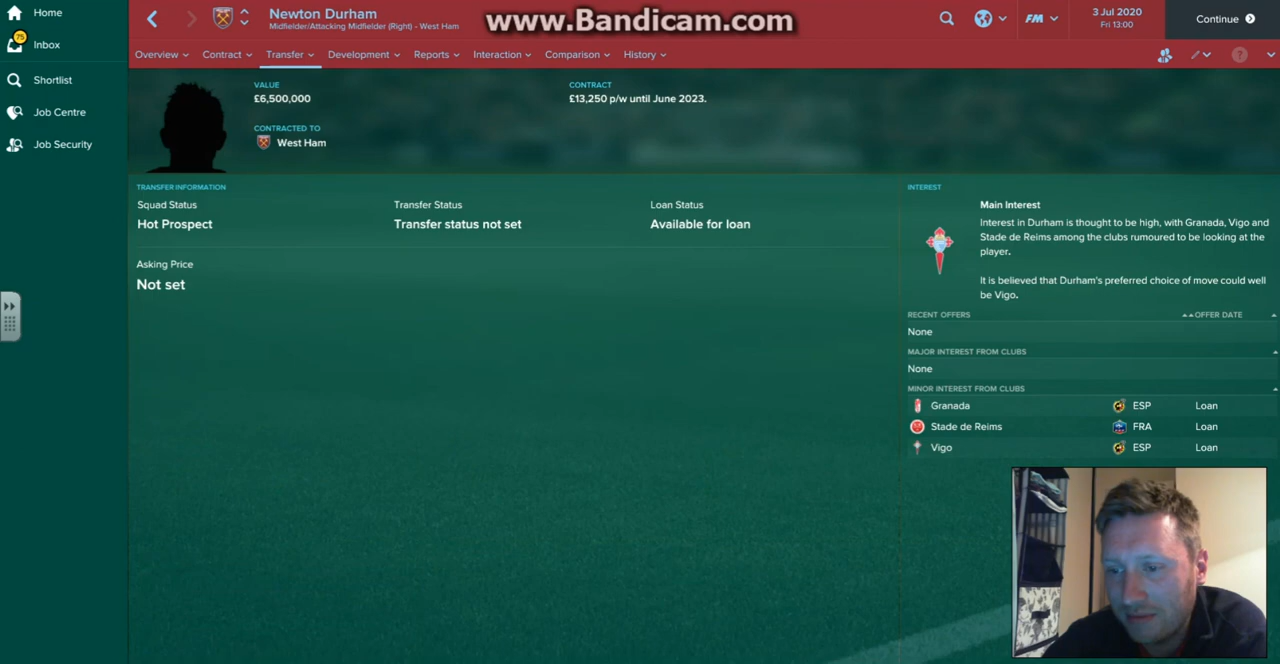 Home
75
Inbox
Shortlist
Job Centre
Job Security
Newton Durham
Midfielder/Attacking Midfielder (Right) - West Ham
www.Bandicam.com
FM
3 Jul 2020
Fri 13:00
Continue
Overview
Contract
Transfer
Development
Reports
Interaction
Comparison
History
?
VALUE
£6,500,000
CONTRACTED TO
West Ham
CONTRACT
£13,250 p/w until June 2023.
TRANSFER INFORMATION
Squad Status
Hot Prospect
Transfer Status
Transfer status not set
Loan Status
Available for loan
Asking Price
Not set
INTEREST
Main Interest
Interest in Durham is thought to be high, with Granada, Vigo and
Stade de Reims among the clubs rumoured to be looking at the
player.
It is believed that Durham's preferred choice of move could well
be Vigo.
RECENT OFFERS
OFFER DATE
None
MAJOR INTEREST FROM CLUBS
None
MINOR INTEREST FROM CLUBS
Granada ESP Loan
Stade de Reims FRA Loan
Vigo ESP Loan